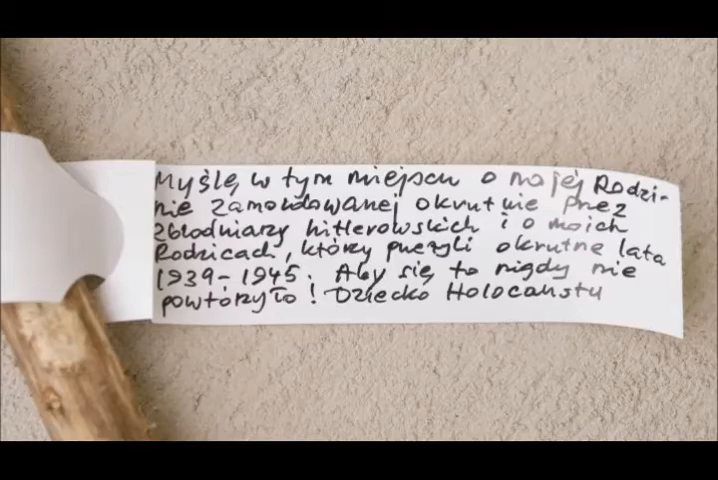 Myślę w tym miejscu o mojej Rodzi-
nie zamordowanej okrutnie przez
zbrodniarzy hitlerowskich i o moich
Rodzicach, którzy przeżyli okrutne lata
1939-1945. Aby się to nigdy nie
powtórzyło! Dziecko Holocaustu